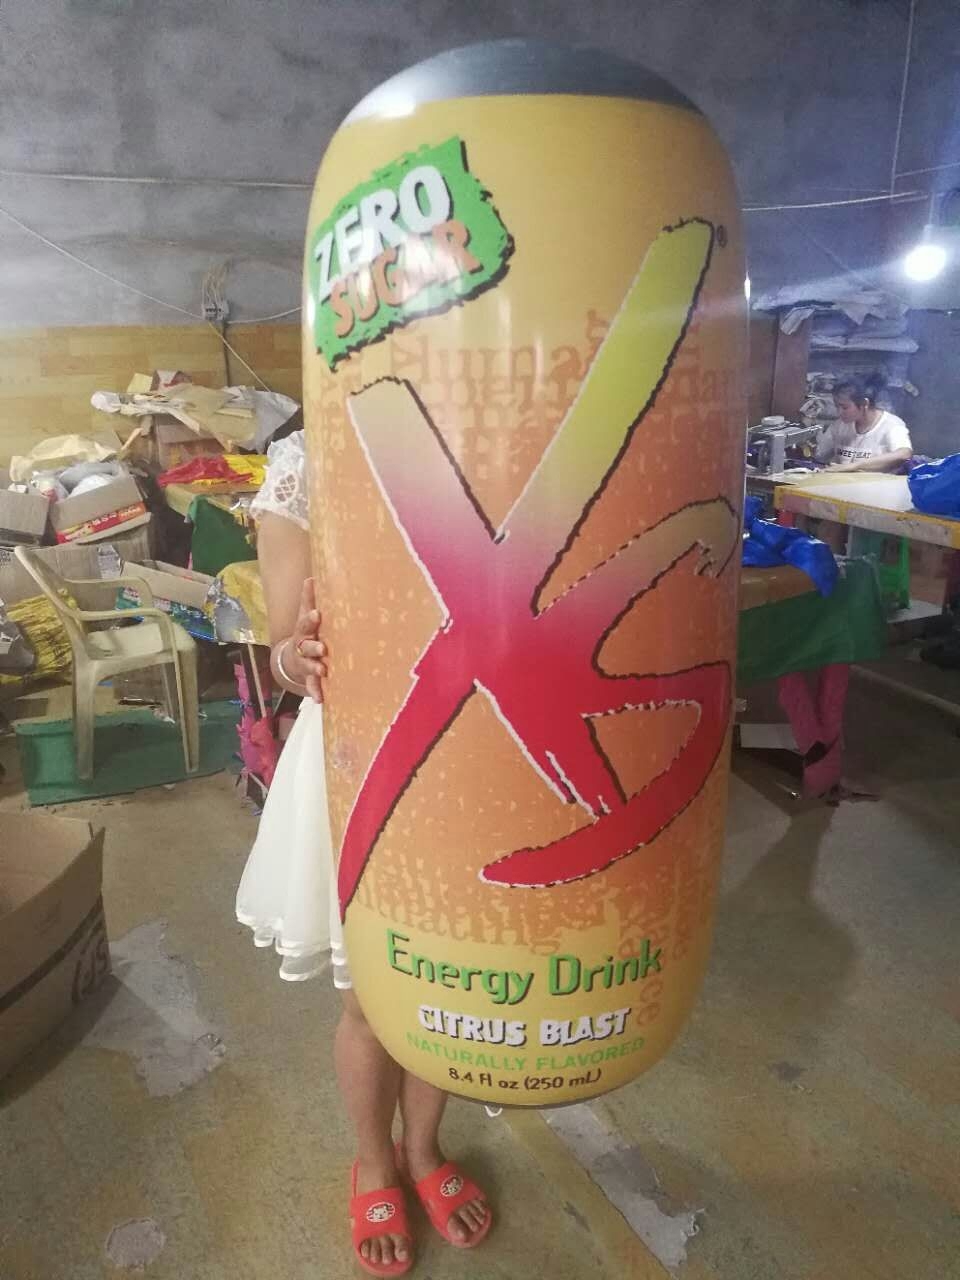 ZERO
SUGAR
XS®
Energy Drink
CITRUS BLAST
NATURALLY FLAVORED
8.4 Fl oz (250 mL)